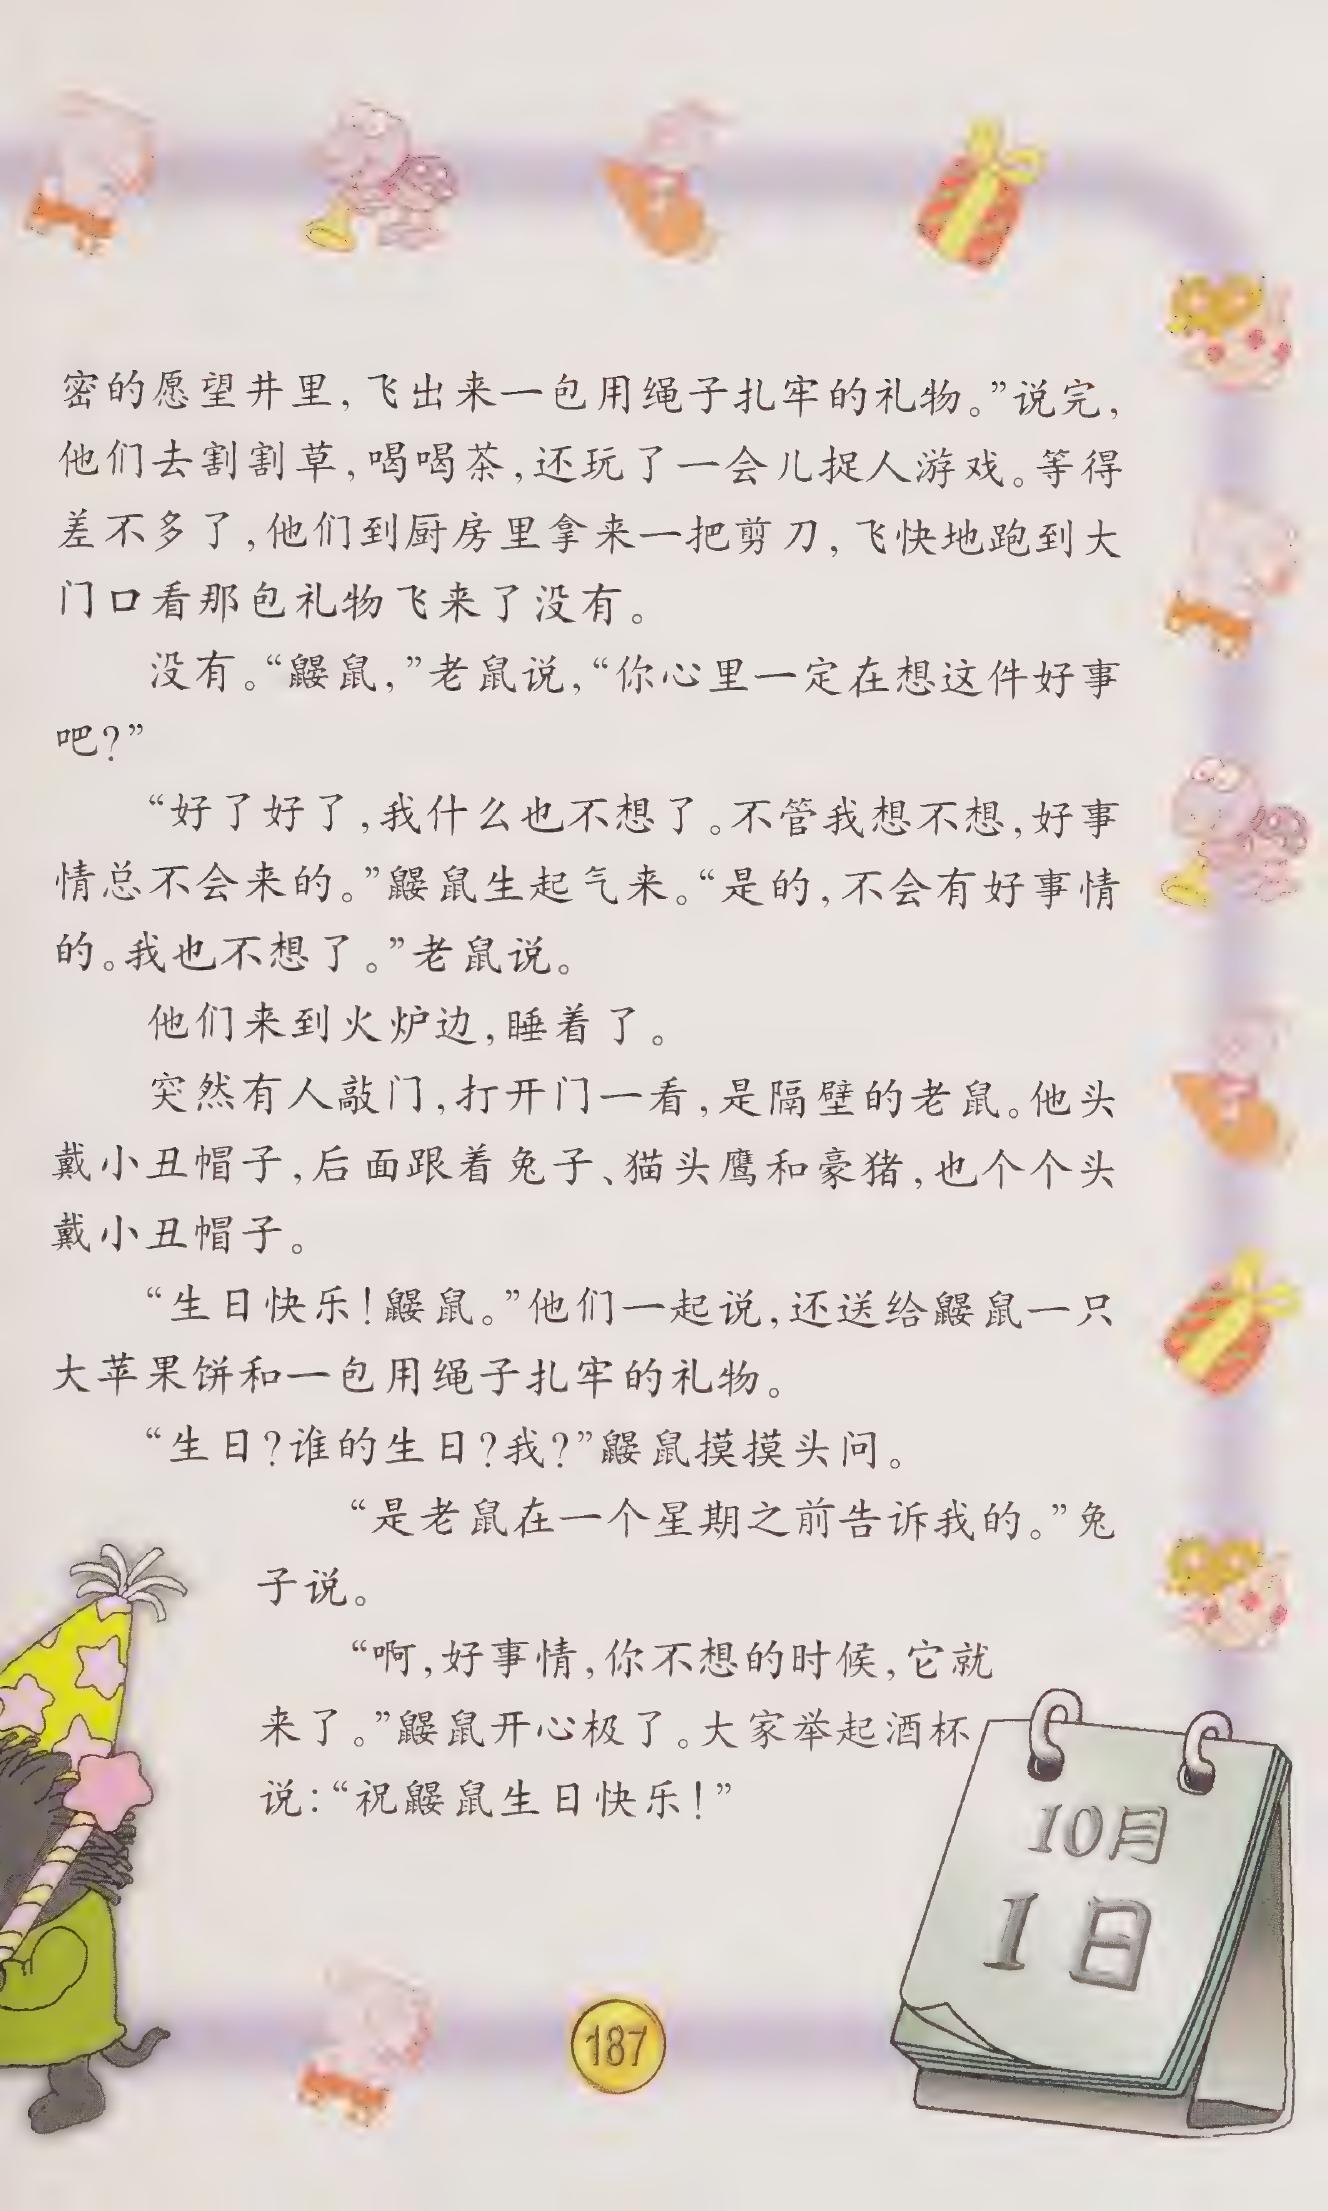 密的愿望井里，飞出来一包用绳子扎牢的礼物。”说完，
他们去割割草，喝喝茶，还玩了一会儿捉人游戏。等得
差不多了，他们到厨房里拿来一把剪刀，飞快地跑到大
门口看那包礼物飞来了没有。
没有。“鼹鼠，”老鼠说，“你心里一定在想这件好事
吧？”
“好了好了，我什么也不想了。不管我想不想，好事
情总不会来的。”鼹鼠生起气来。“是的，不会有好事情
的。我也不想了。”老鼠说。
他们来到火炉边，睡着了。
突然有人敲门，打开门一看，是隔壁的老鼠。他头
戴小丑帽子，后面跟着兔子、猫头鹰和豪猪，也个个头
戴小丑帽子。
“生日快乐！鼹鼠。”他们一起说，还送给鼹鼠一只
大苹果饼和一包用绳子扎牢的礼物。
“生日？谁的生日？我？”鼹鼠摸摸头问。
“是老鼠在一个星期之前告诉我的。”兔
子说。
“啊，好事情，你不想的时候，它就
来了。”鼹鼠开心极了。大家举起酒杯
说：“祝鼹鼠生日快乐！”
10月
1日
187